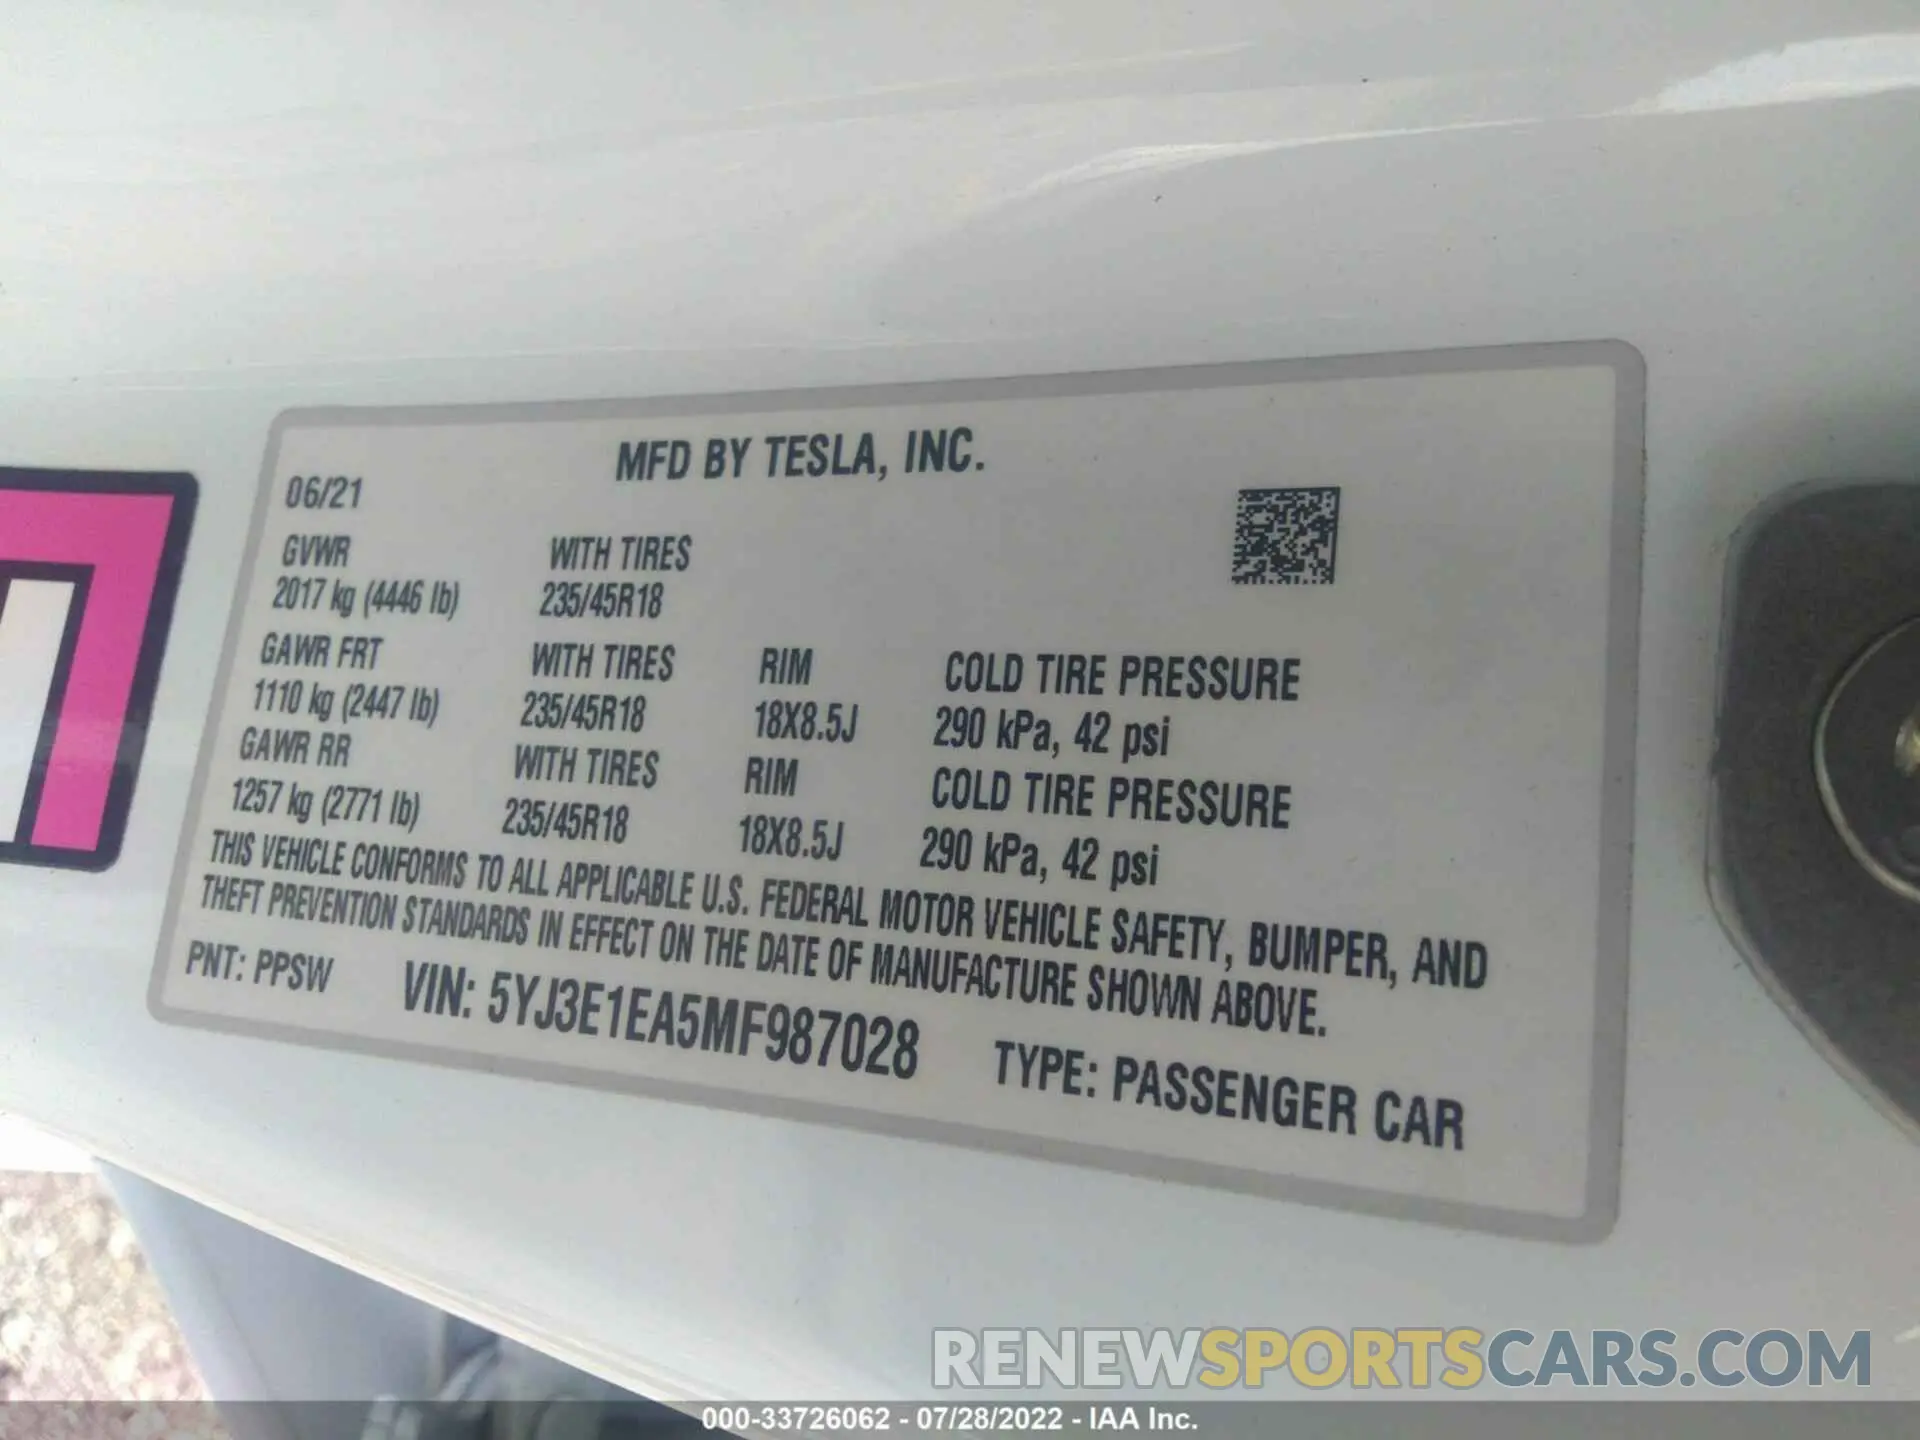 MFD BY TESLA, INC.
06/21
GVWR WITH TIRES
2017 kg (4446 lb) 235/45R18
GAWR FRT WITH TIRES RIM COLD TIRE PRESSURE
1110 kg (2447 lb) 235/45R18 18X8.5J 290 kPa, 42 psi
GAWR RR WITH TIRES RIM COLD TIRE PRESSURE
1257 kg (2771 lb) 235/45R18 18X8.5J 290 kPa, 42 psi
THIS VEHICLE CONFORMS TO ALL APPLICABLE U.S. FEDERAL MOTOR VEHICLE SAFETY, BUMPER, AND
THEFT PREVENTION STANDARDS IN EFFECT ON THE DATE OF MANUFACTURE SHOWN ABOVE.
PNT: PPSW VIN: 5YJ3E1EA5MF987028 TYPE: PASSENGER CAR
RENEWSPORTSCARS.COM
000-33726062 - 07/28/2022 - IAA Inc.